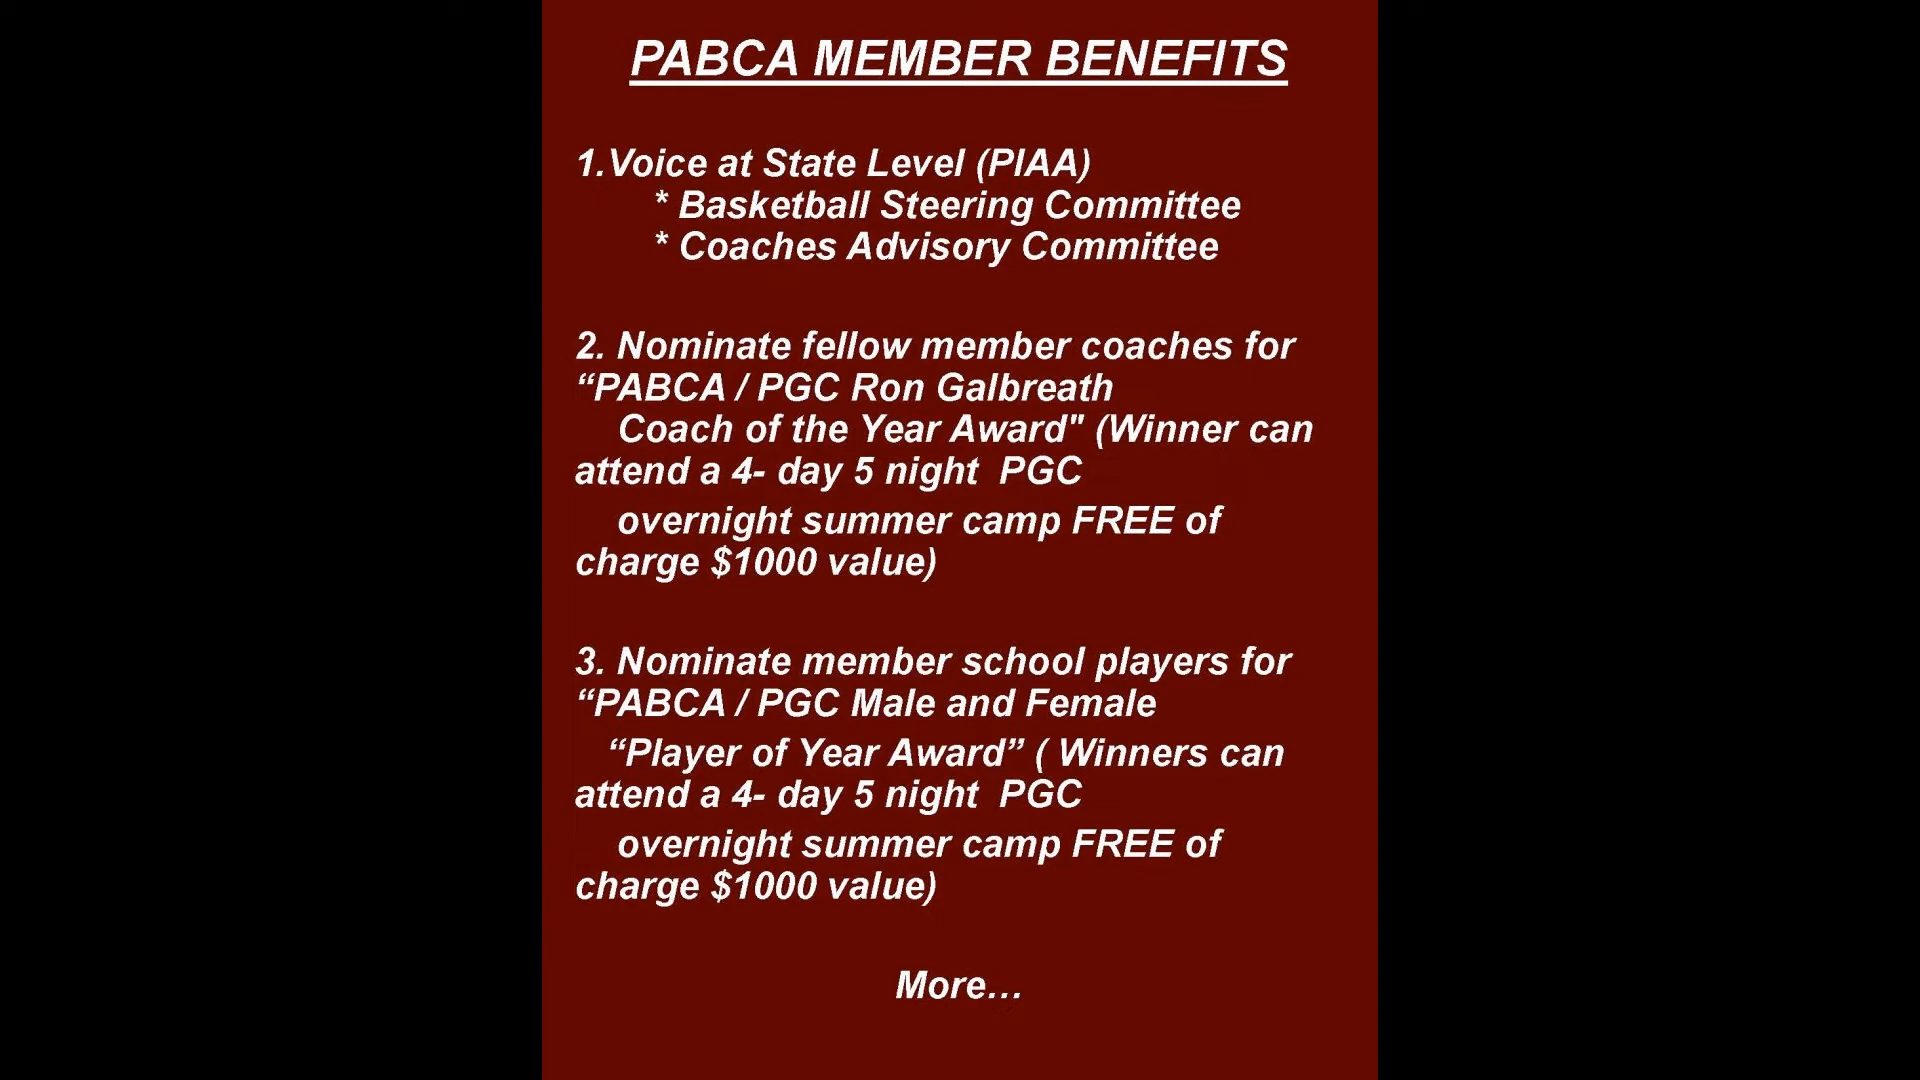 PABCA MEMBER BENEFITS
1.Voice at State Level (PIAA)
* Basketball Steering Committee
* Coaches Advisory Committee
2. Nominate fellow member coaches for
“PABCA / PGC Ron Galbreath
Coach of the Year Award" (Winner can
attend a 4- day 5 night  PGC
overnight summer camp FREE of
charge $1000 value)
3. Nominate member school players for
“PABCA / PGC Male and Female
“Player of Year Award” ( Winners can
attend a 4- day 5 night  PGC
overnight summer camp FREE of
charge $1000 value)
More…